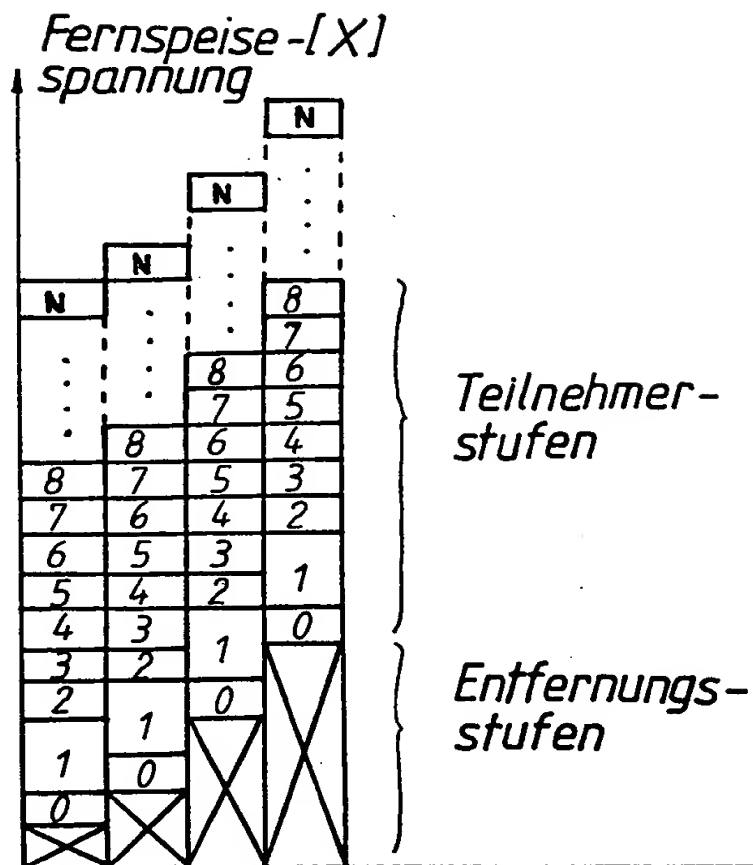 Fernspeise-[X]
spannung
N
N
N
N
8
7
8 6
7 5
8 6 4
8 7 5 3
7 6 4 2
6 5 3
5 4 2 1
4 3 0
3 2 1
2 0
1
1 0
0
Teilnehmer-
stufen
Entfernungs-
stufen